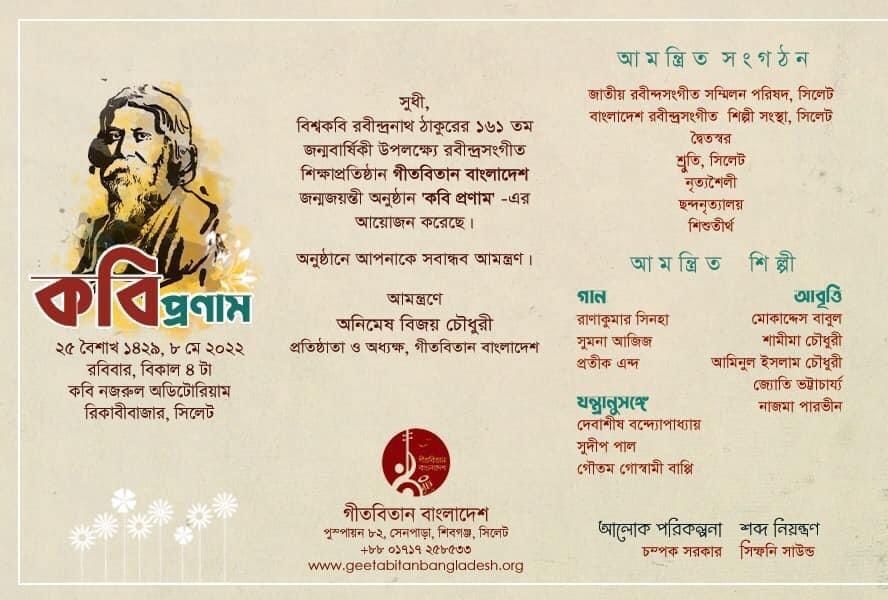 কবি প্রণাম
২৫ বৈশাখ ১৪২৯, ৮ মে ২০২২
রবিবার, বিকাল ৪ টা
কবি নজরুল অডিটোরিয়াম
রিকাবীবাজার, সিলেট
সুধী,
বিশ্বকবি রবীন্দ্রনাথ ঠাকুরের ১৬১ তম
জন্মবার্ষিকী উপলক্ষ্যে রবীন্দ্রসংগীত
শিক্ষাপ্রতিষ্ঠান গীতবিতান বাংলাদেশ
জন্মজয়ন্তী অনুষ্ঠান 'কবি প্রণাম' -এর
আয়োজন করেছে।
অনুষ্ঠানে আপনাকে সবান্ধব আমন্ত্রণ।
আমন্ত্রণে
অনিমেষ বিজয় চৌধুরী
প্রতিষ্ঠাতা ও অধ্যক্ষ, গীতবিতান বাংলাদেশ
গীতবিতান
বাংলাদেশ
গীতবিতান বাংলাদেশ
পুস্পায়ন ৮২, সেনপাড়া, শিবগঞ্জ, সিলেট
+৮৮ ০১৭১৭ ২৫৮৫৩৩
www.geetabitanbangladesh.org
আমন্ত্রিত সংগঠন
জাতীয় রবীন্দসংগীত সম্মিলন পরিষদ, সিলেট
বাংলাদেশ রবীন্দ্রসংগীত শিল্পী সংস্থা, সিলেট
দ্বৈতস্বর
শ্রুতি, সিলেট
নৃত্যশৈলী
ছন্দনৃত্যালয়
শিশুতীর্থ
আমন্ত্রিত শিল্পী
গান
রাণাকুমার সিনহা
সুমনা আজিজ
প্রতীক এন্দ
যন্ত্রানুসঙ্গে
দেবাশীষ বন্দ্যোপাধ্যায়
সুদীপ পাল
গৌতম গোস্বামী বাপ্পি
আবৃত্তি
মোকাদ্দেস বাবুল
শামীমা চৌধুরী
আমিনুল ইসলাম চৌধুরী
জ্যোতি ভট্টাচার্য্য
নাজমা পারভীন
আলোক পরিকল্পনা
চম্পক সরকার
শব্দ নিয়ন্ত্রণ
সিম্ফনি সাউন্ড